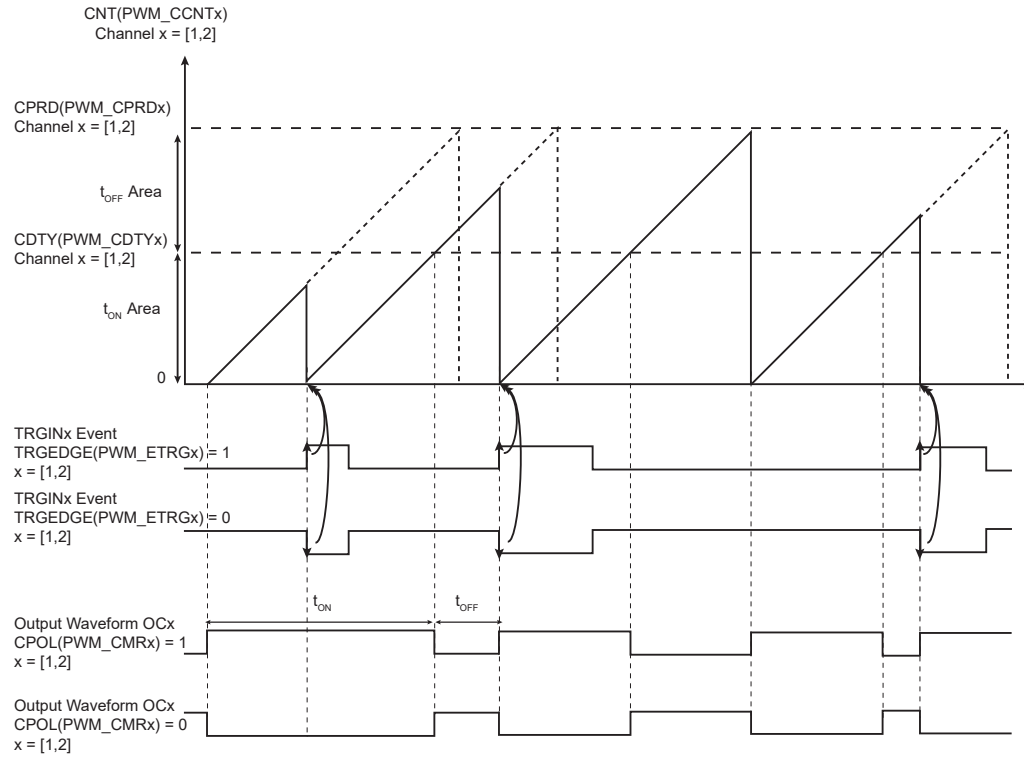 CNT(PWM_CCNTx)
Channel x = [1,2]
CPRD(PWM_CPRDx)
Channel x = [1,2]
tOFF Area
CDTY(PWM_CDTYx)
Channel x = [1,2]
tON Area
0
TRGINx Event
TRGEDGE(PWM_ETRGx) = 1
x = [1,2]
TRGINx Event
TRGEDGE(PWM_ETRGx) = 0
x = [1,2]
tON
tOFF
Output Waveform OCx
CPOL(PWM_CMRx) = 1
x = [1,2]
Output Waveform OCx
CPOL(PWM_CMRx) = 0
x = [1,2]